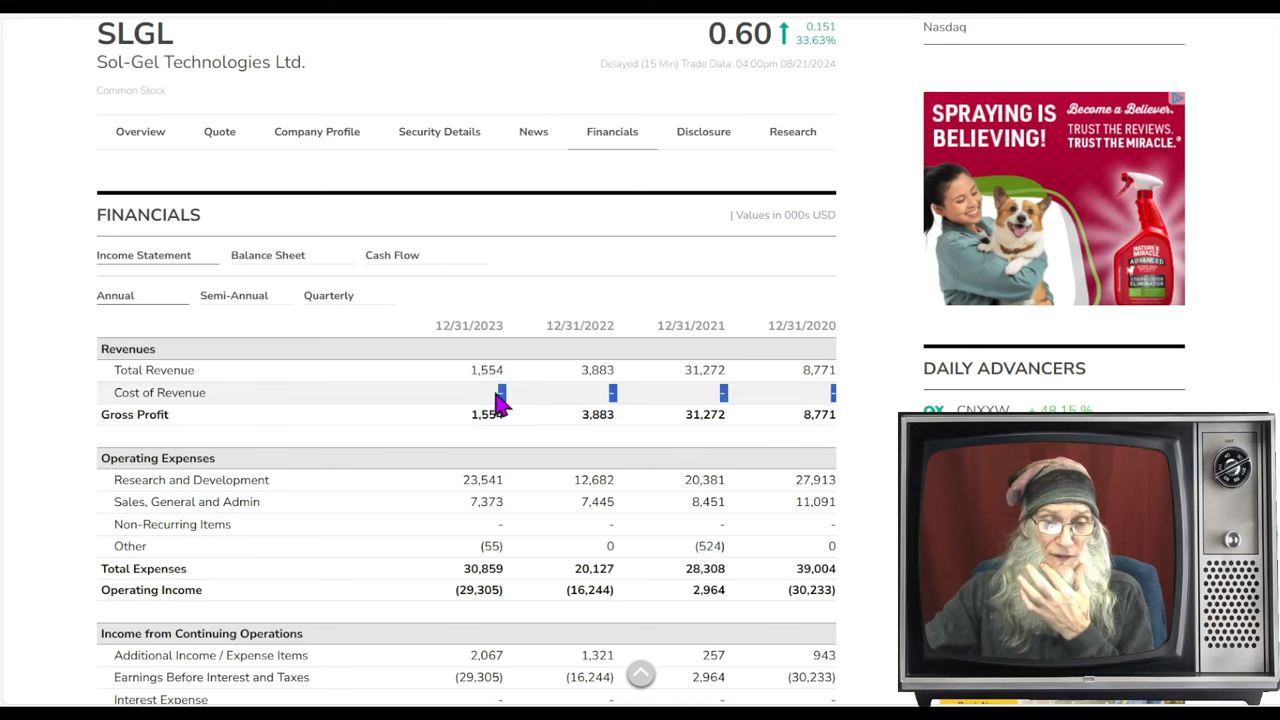 SLGL
Sol-Gel Technologies Ltd.
Common Stock
0.60
0.151
33.63%
Delayed (15 Min) Trade Data: 04:00pm 08/21/2024
Overview Quote Company Profile Security Details News Financials Disclosure Research
FINANCIALS
| Values in 000s USD
Income Statement Balance Sheet Cash Flow
Annual Semi-Annual Quarterly
12/31/2023 12/31/2022 12/31/2021 12/31/2020
Revenues
Total Revenue 1,554 3,883 31,272 8,771
Cost of Revenue - - - -
Gross Profit 1,554 3,883 31,272 8,771
Operating Expenses
Research and Development 23,541 12,682 20,381 27,913
Sales, General and Admin 7,373 7,445 8,451 11,091
Non-Recurring Items - - - -
Other (55) 0 (524) 0
Total Expenses 30,859 20,127 28,308 39,004
Operating Income (29,305) (16,244) 2,964 (30,233)
Income from Continuing Operations
Additional Income / Expense Items 2,067 1,321 257 943
Earnings Before Interest and Taxes (29,305) (16,244) 2,964 (30,233)
Interest Expense - - - -
Nasdaq
SPRAYING IS
BELIEVING!
Become a Believer.
TRUST THE REVIEWS.
TRUST THE MIRACLE.®
NATURE'S
MIRACLE
ADVANCED
DAILY ADVANCERS
CNXXW + 48.15 %